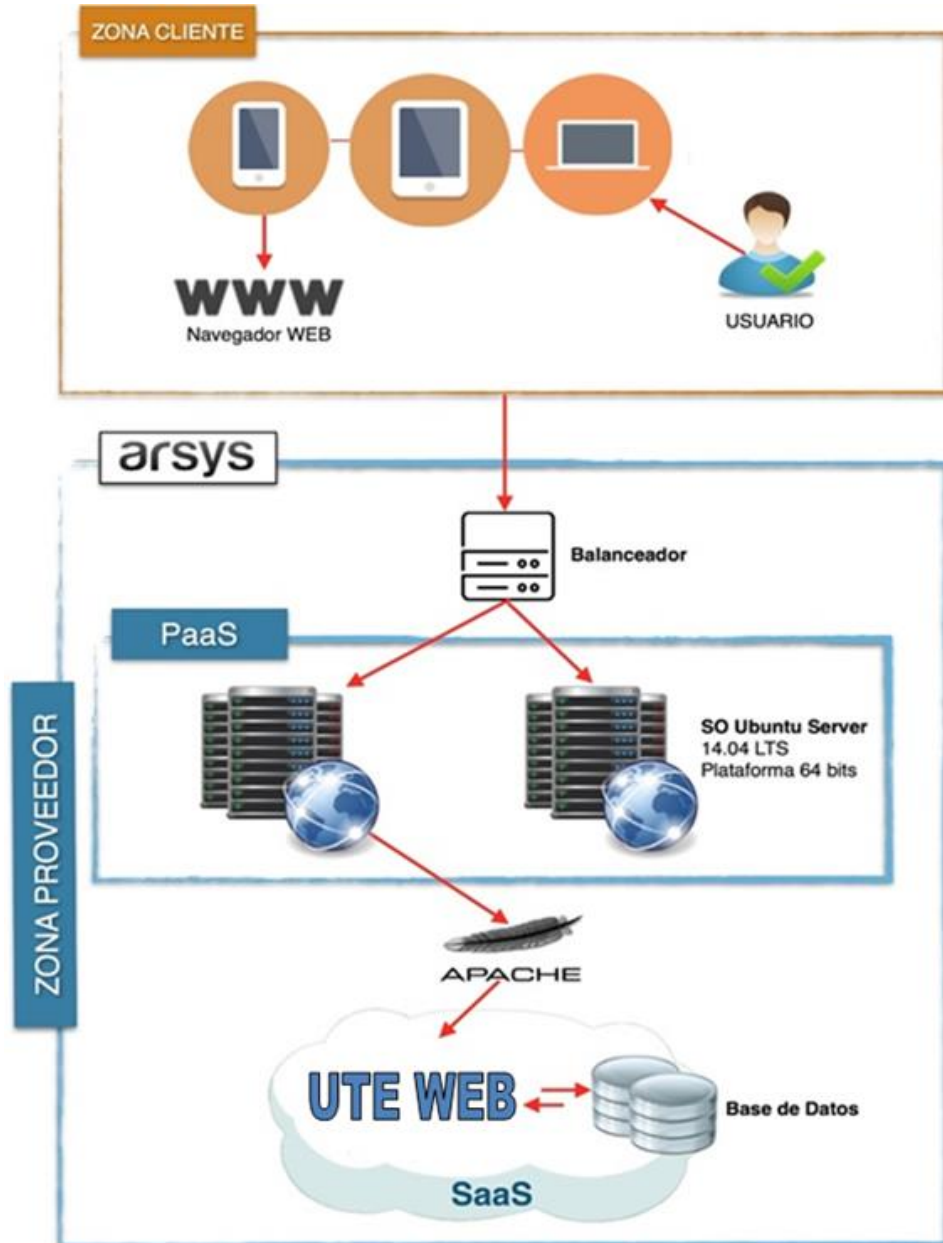 ZONA CLIENTE
WWW
Navegador WEB
USUARIO
arsys
Balanceador
PaaS
ZONA PROVEEDOR
SO Ubuntu Server
14.04 LTS
Plataforma 64 bits
APACHE
UTE WEB
Base de Datos
SaaS